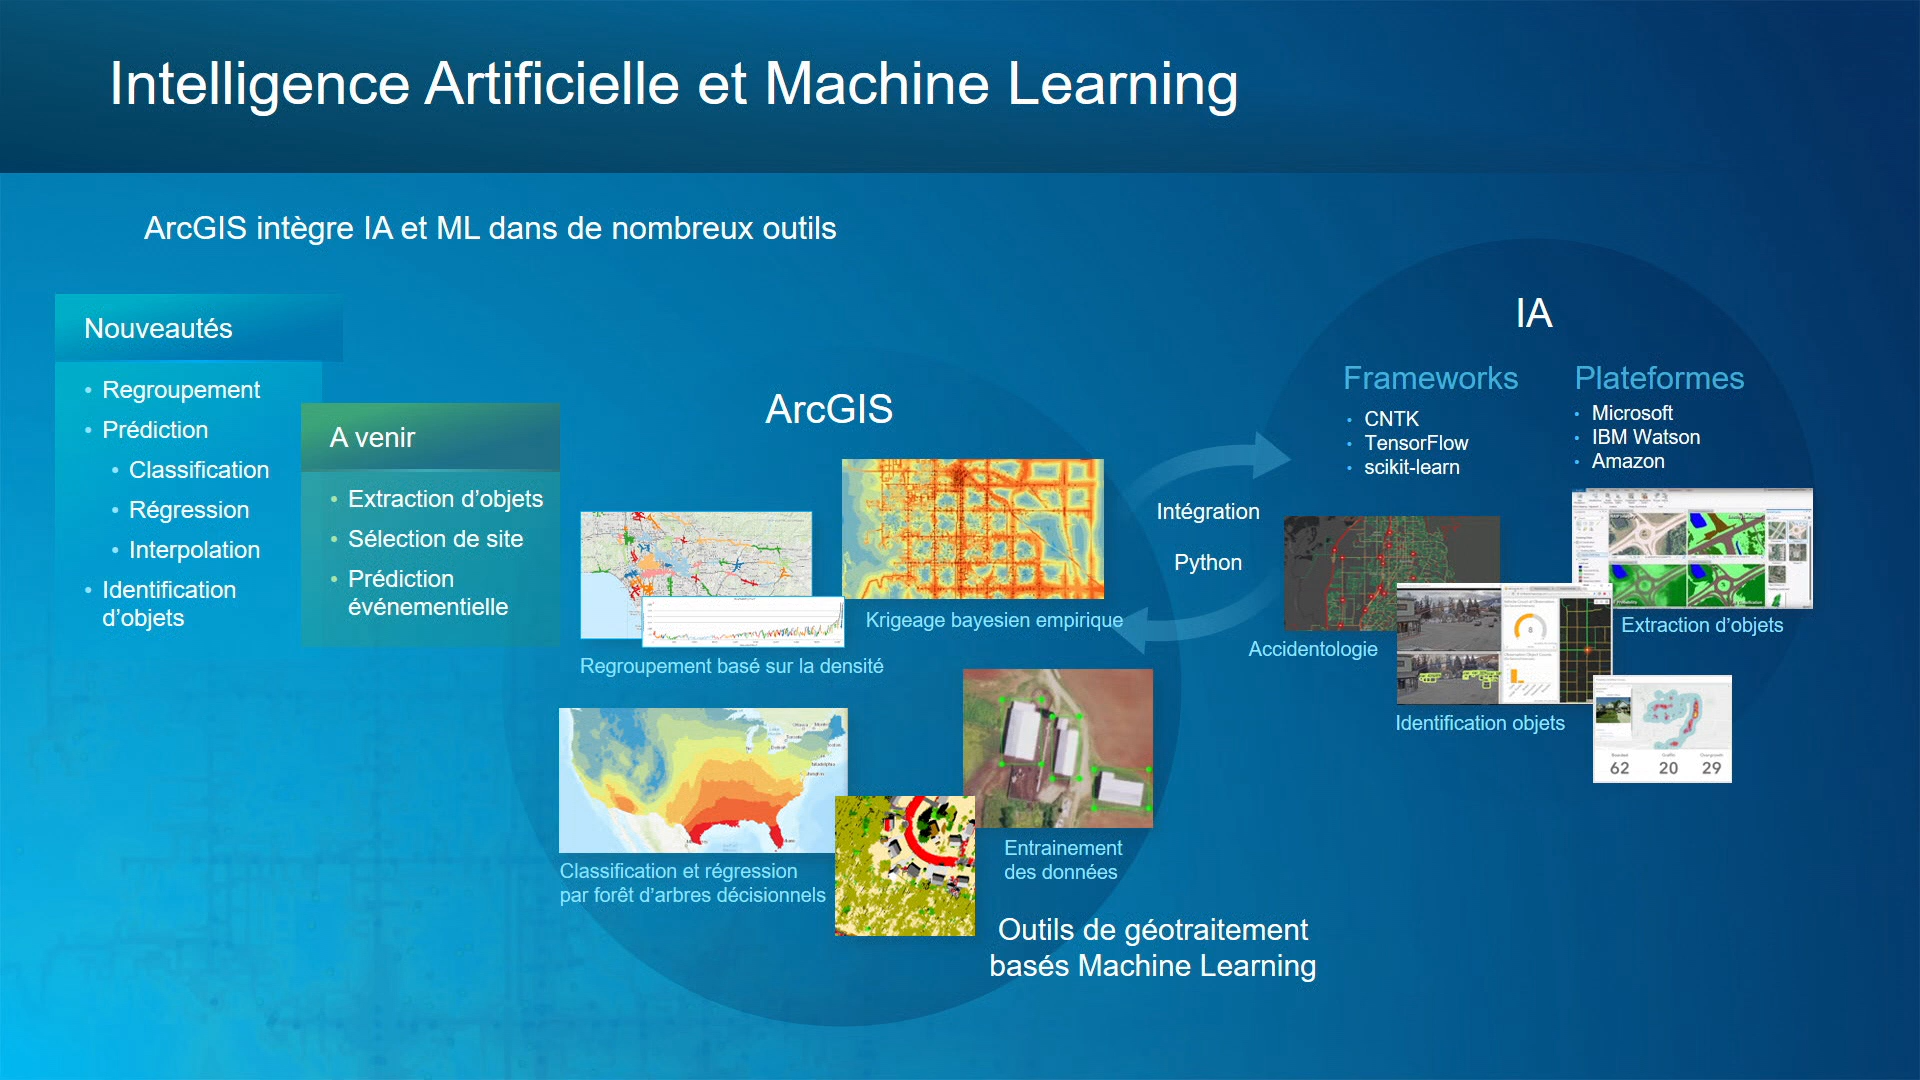 Intelligence Artificielle et Machine Learning
ArcGIS intègre IA et ML dans de nombreux outils
Nouveautés
• Regroupement
• Prédiction
• Classification
• Régression
• Interpolation
• Identification
d’objets
A venir
• Extraction d’objets
• Sélection de site
• Prédiction
événementielle
ArcGIS
Krigeage bayesien empirique
Regroupement basé sur la densité
Classification et régression
par forêt d’arbres décisionnels
Entrainement
des données
Outils de géotraitement
basés Machine Learning
Intégration
Python
IA
Frameworks
• CNTK
• TensorFlow
• scikit-learn
Plateformes
• Microsoft
• IBM Watson
• Amazon
Extraction d’objets
Accidentologie
Identification objets
62 20 29